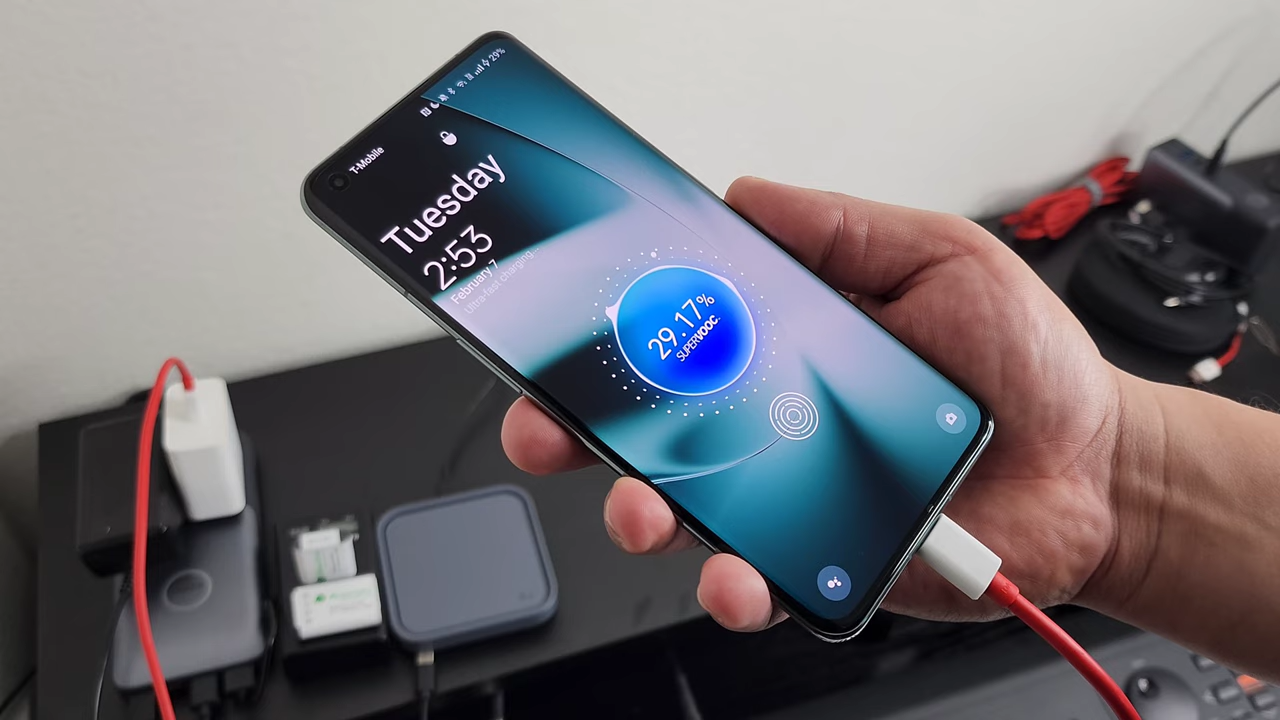 29%
T-Mobile
Tuesday
2:53
February 7
Ultra-fast charging
29.17%
SUPERVOOC